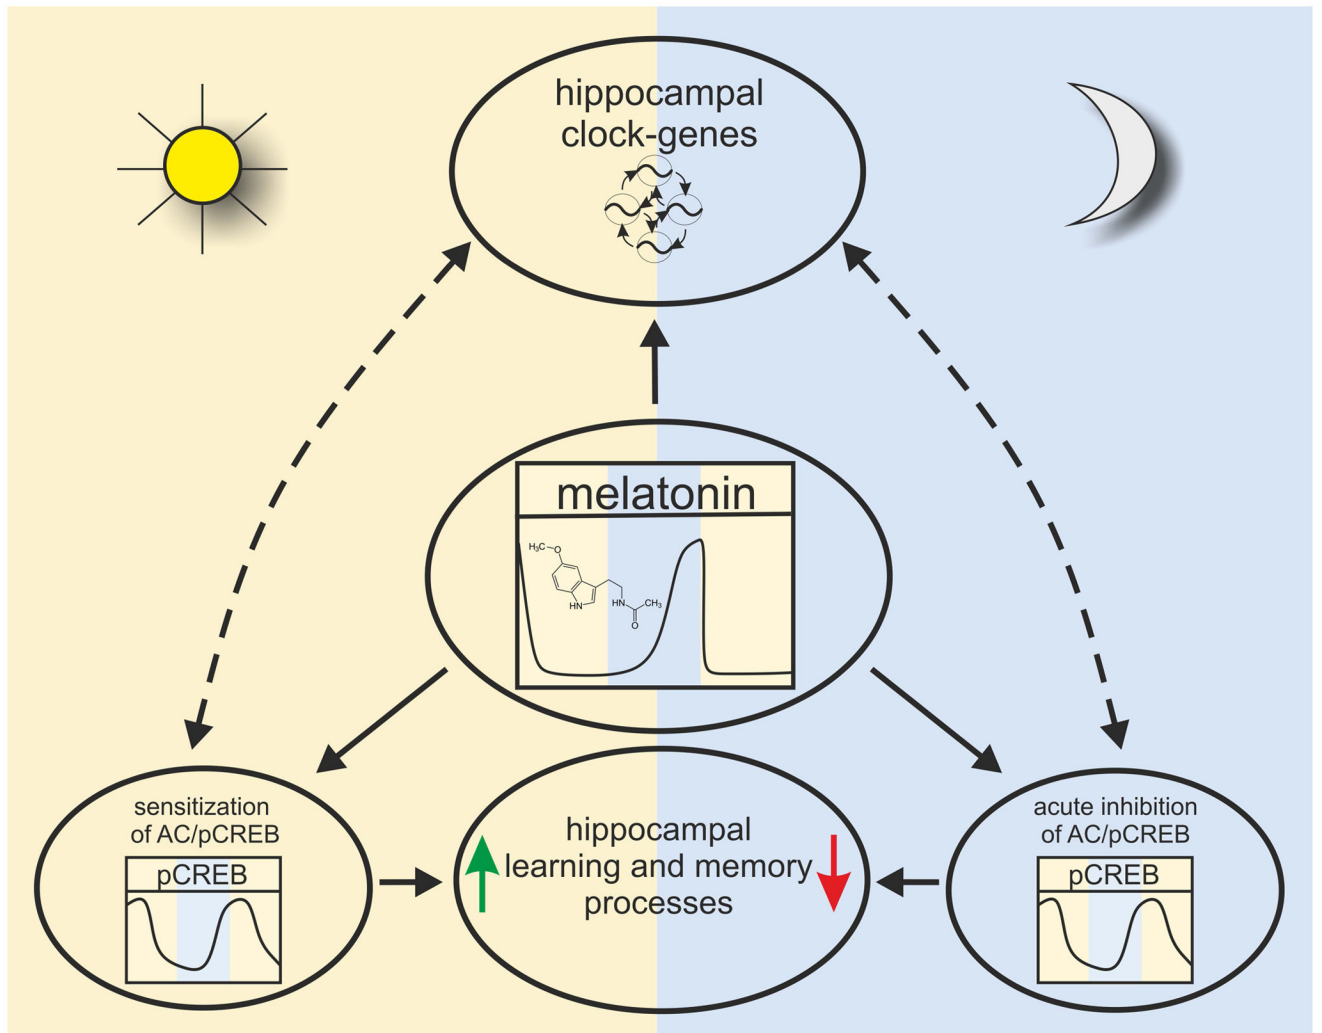 hippocampal
clock-genes
melatonin
H₃C
O
HN
HN
CH₃
O
sensitization
of AC/pCREB
pCREB
hippocampal
learning and memory
processes
acute inhibition
of AC/pCREB
pCREB